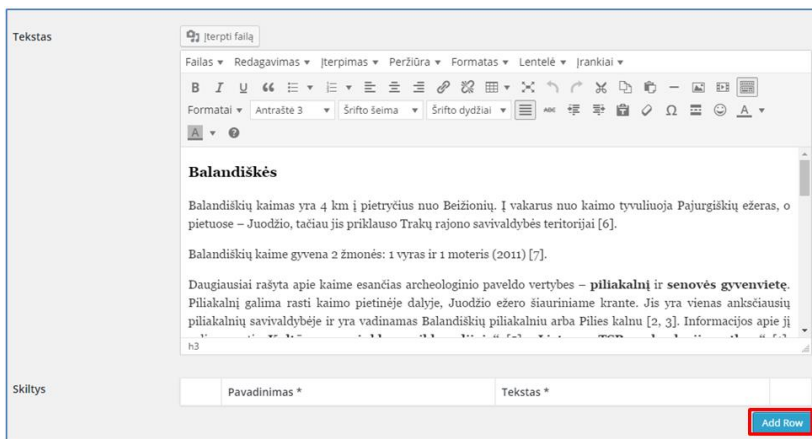 Tekstas
Įterpti failą
Failas Redagavimas Įterpimas Peržiūra Formatas Lentelė Įrankiai
B I U
Formatai Antraštė 3 Šrifto šeima Šrifto dydžiai ABC Ω A
A
Balandiškės
Balandiškių kaimas yra 4 km į pietryčius nuo Beižionių. Į vakarus nuo kaimo tyvuliuoja Pajurgiškių ežeras, o
pietuose – Juodžio, tačiau jis priklauso Trakų rajono savivaldybės teritorijai [6].
Balandiškių kaime gyvena 2 žmonės: 1 vyras ir 1 moteris (2011) [7].
Daugiausiai rašyta apie kaime esančias archeologinio paveldo vertybes – piliakalnį ir senovės gyvenvietę.
Piliakalnį galima rasti kaimo pietinėje dalyje, Juodžio ežero šiauriniame krante. Jis yra vienas anksčiausių
piliakalnių savivaldybėje ir yra vadinamas Balandiškių piliakalniu arba Pilies kalnu [2, 3]. Informacijos apie jį
h3
Skiltys
Pavadinimas * Tekstas *
Add Row